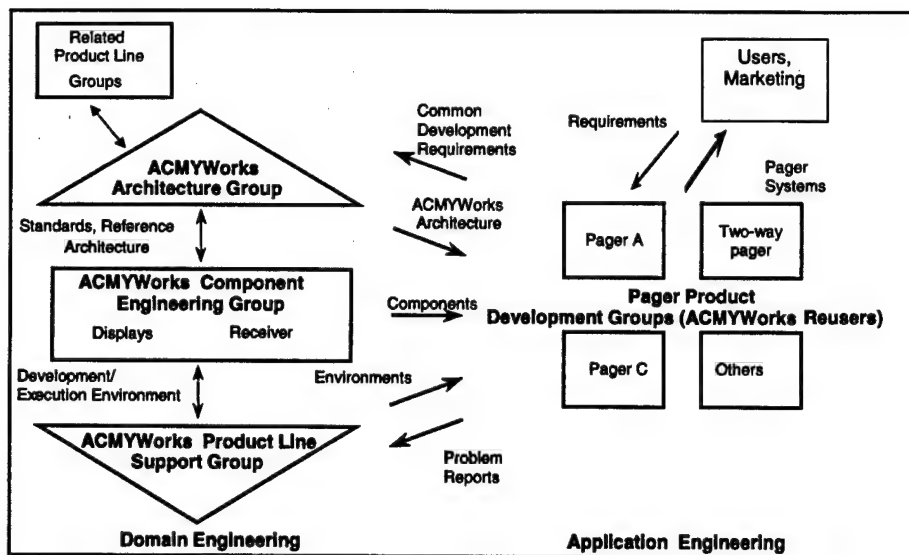 Related
Product Line
Groups
ACMYWorks
Architecture Group
Standards, Reference
Architecture
ACMYWorks Component
Engineering Group
Displays Receiver
Development/
Execution Environment
ACMYWorks Product Line
Support Group
Domain Engineering
Common
Development
Requirements
ACMYWorks
Architecture
Components
Environments
Problem
Reports
Users,
Marketing
Requirements
Pager
Systems
Pager A
Two-way
pager
Pager Product
Development Groups (ACMYWorks Reusers)
Pager C
Others
Application Engineering